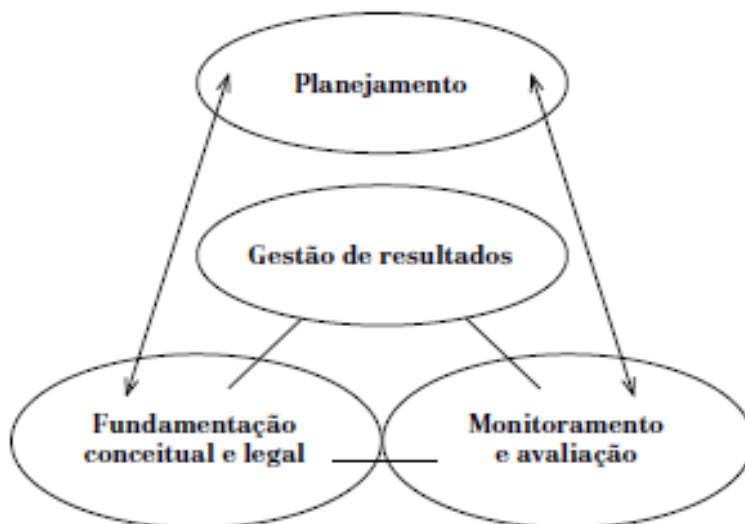 Planejamento
Gestão de resultados
Fundamentação
conceitual e legal
Monitoramento
e avaliação